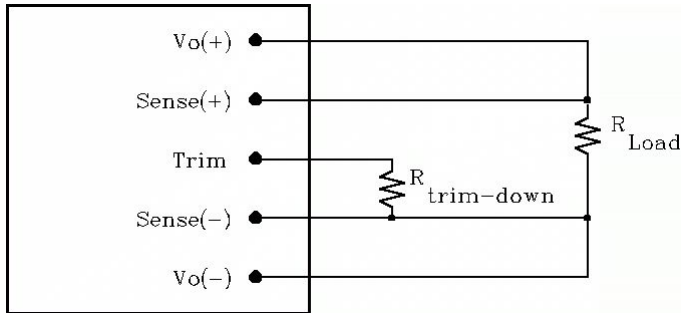 Vo(+)
Sense(+)
R
Load
Trim
R
trim-down
Sense(-)
Vo(-)